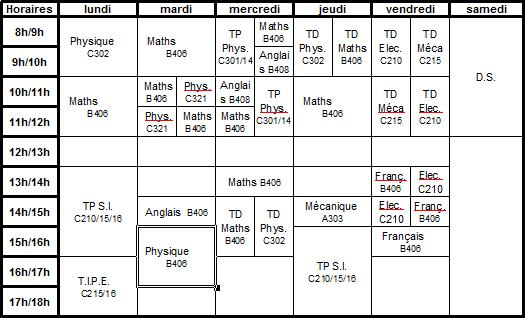 Horaires lundi mardi mercredi jeudi vendredi samedi
8h/9h
9h/10h
Physique
C302
Maths
B406
TP
Phys.
C301/14
Maths
B406
Anglai
s B408
TD
Phys.
C302
TD
Maths
B406
TD
Elec.
C210
TD
Méca
C215
D.S.
10h/11h
11h/12h
Maths
B406
Maths
B406
Phys.
C321
Phys.
C321
Maths
B406
Anglai
s B408
Maths
B406
TP
Phys.
C301/14
Maths
B406
TD
Méca
C215
TD
Elec.
C210
12h/13h
13h/14h
Maths B406
Franç.
B406
Elec.
C210
14h/15h
TP S.I.
C210/15/16
Anglais B406
TD
Maths
B406
TD
Phys.
C302
Mécanique
A303
Elec.
C210
Franç.
B406
15h/16h
Physique
B406
Français
B406
16h/17h
17h/18h
T.I.P.E.
C215/16
TP S.I.
C210/15/16